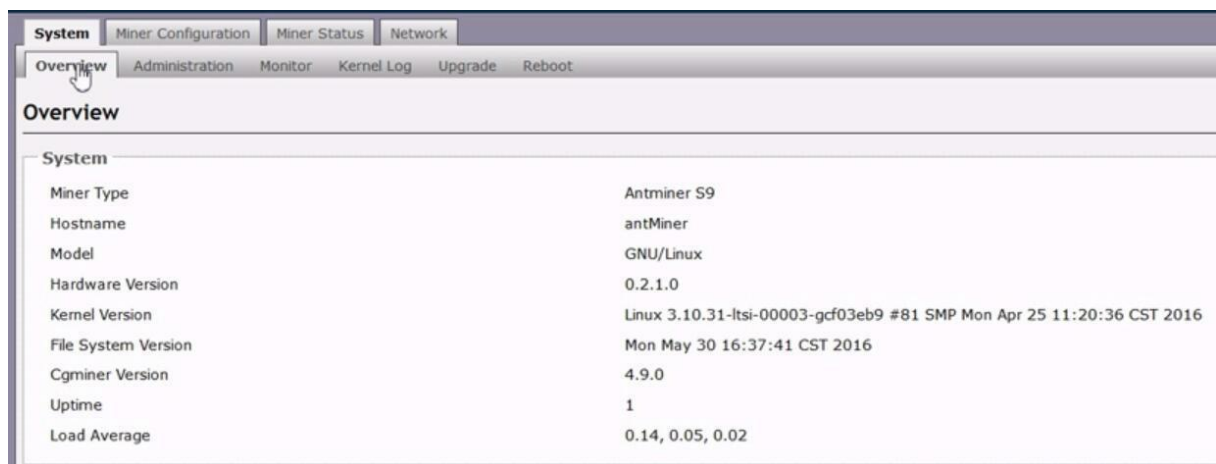 System Miner Configuration Miner Status Network
Overview Administration Monitor Kernel Log Upgrade Reboot
Overview
System
Miner Type Antminer S9
Hostname antMiner
Model GNU/Linux
Hardware Version 0.2.1.0
Kernel Version Linux 3.10.31-ltsi-00003-gcf03eb9 #81 SMP Mon Apr 25 11:20:36 CST 2016
File System Version Mon May 30 16:37:41 CST 2016
Cgminer Version 4.9.0
Uptime 1
Load Average 0.14, 0.05, 0.02